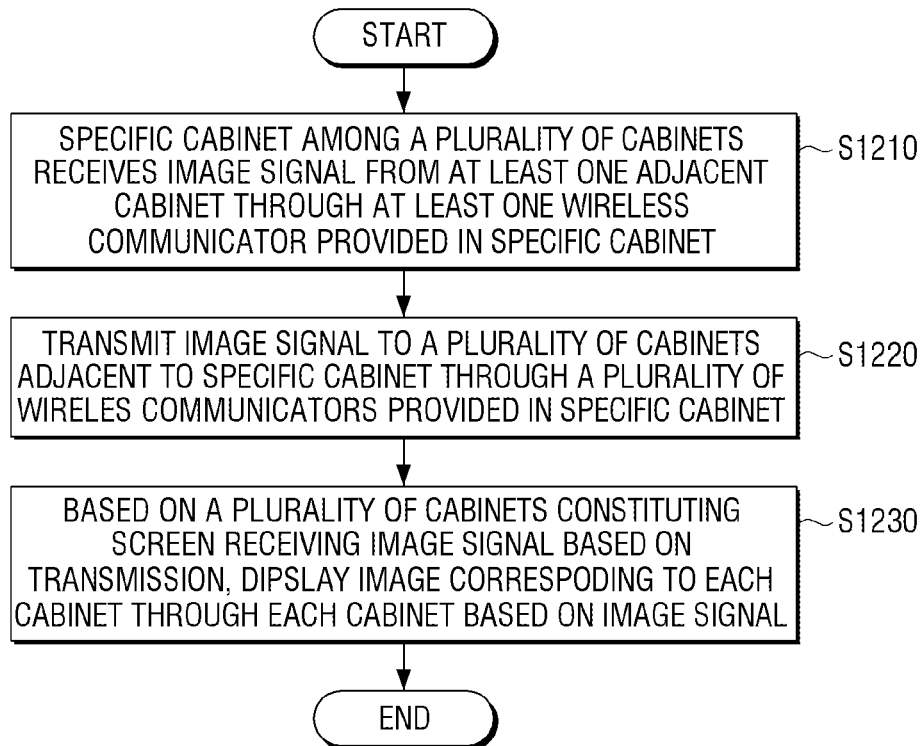 START
SPECIFIC CABINET AMONG A PLURALITY OF CABINETS
RECEIVES IMAGE SIGNAL FROM AT LEAST ONE ADJACENT
CABINET THROUGH AT LEAST ONE WIRELESS
COMMUNICATOR PROVIDED IN SPECIFIC CABINET
S1210
TRANSMIT IMAGE SIGNAL TO A PLURALITY OF CABINETS
ADJACENT TO SPECIFIC CABINET THROUGH A PLURALITY OF
WIRELES COMMUNICATORS PROVIDED IN SPECIFIC CABINET
S1220
BASED ON A PLURALITY OF CABINETS CONSTITUTING
SCREEN RECEIVING IMAGE SIGNAL BASED ON
TRANSMISSION, DIPSLAY IMAGE CORRESPODING TO EACH
CABINET THROUGH EACH CABINET BASED ON IMAGE SIGNAL
S1230
END